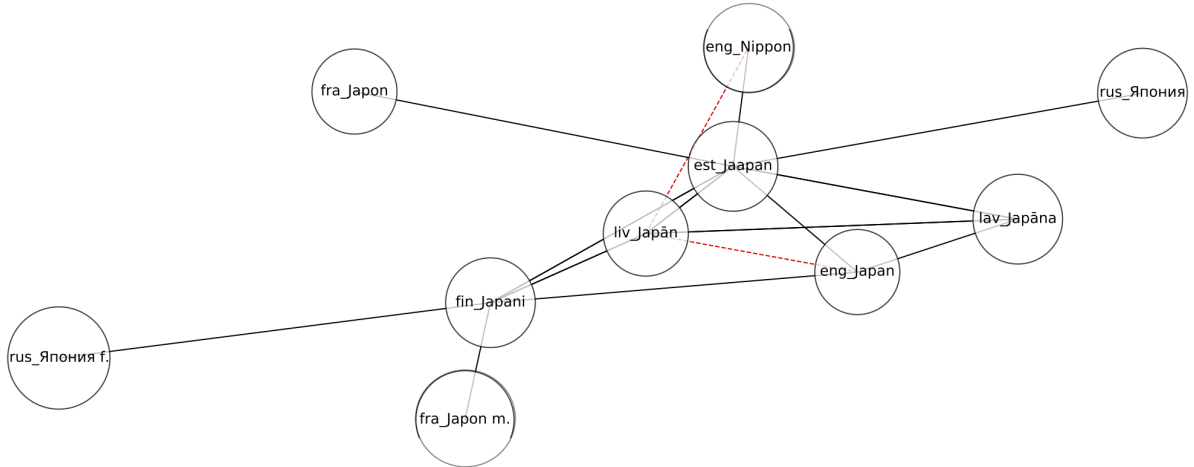 eng_Nippon
fra_Japon
rus_Япония
est_Jaapan
lav_Japāna
liv_Japān
eng_Japan
fin_Japani
rus_Япония f.
fra_Japon m.